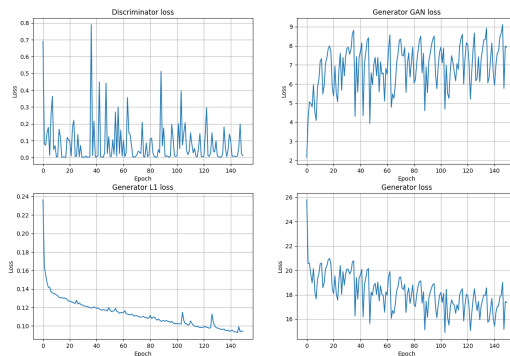 Discriminator loss
0.8
0.7
0.6
0.5
0.4
0.3
0.2
0.1
0.0
Loss
0 20 40 60 80 100 120 140
Epoch
Generator GAN loss
9
8
7
6
5
4
3
2
Loss
0 20 40 60 80 100 120 140
Epoch
Generator L1 loss
0.24
0.22
0.20
0.18
0.16
0.14
0.12
0.10
Loss
0 20 40 60 80 100 120 140
Epoch
Generator loss
26
24
22
20
18
16
Loss
0 20 40 60 80 100 120 140
Epoch